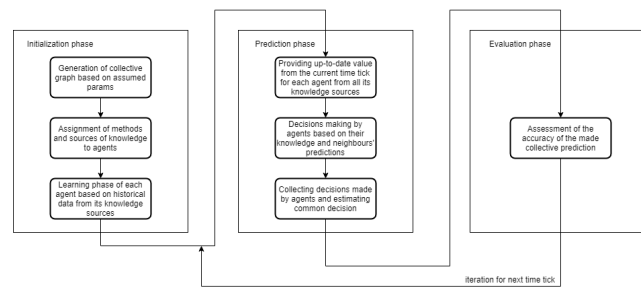 Initialization phase
Generation of collective
graph based on assumed
params
Assignment of methods
and sources of knowledge
to agents
Learning phase of each
agent based on historical
data from its knowledge
sources
Prediction phase
Providing up-to-date value
from the current time tick
for each agent from all its
knowledge sources
Decisions making by
agents based on their
knowledge and neighbours'
predictions
Collecting decisions made
by agents and estimating
common decision
Evaluation phase
Assessment of the
accuracy of the made
collective prediction
iteration for next time tick